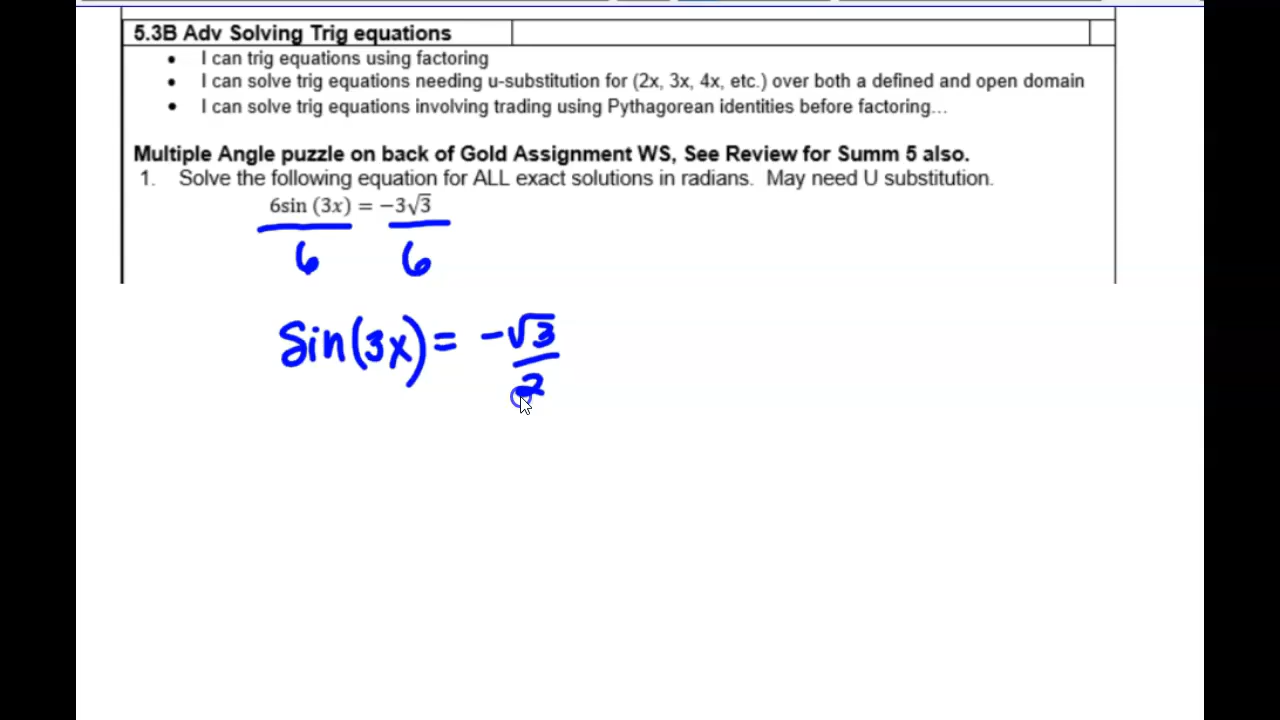 5.3B Adv Solving Trig equations
• I can trig equations using factoring
• I can solve trig equations needing u-substitution for (2x, 3x, 4x, etc.) over both a defined and open domain
• I can solve trig equations involving trading using Pythagorean identities before factoring…
Multiple Angle puzzle on back of Gold Assignment WS, See Review for Summ 5 also.
1. Solve the following equation for ALL exact solutions in radians. May need U substitution.
6sin (3x) = −3√3
6 6
Sin(3x) = -√3
2